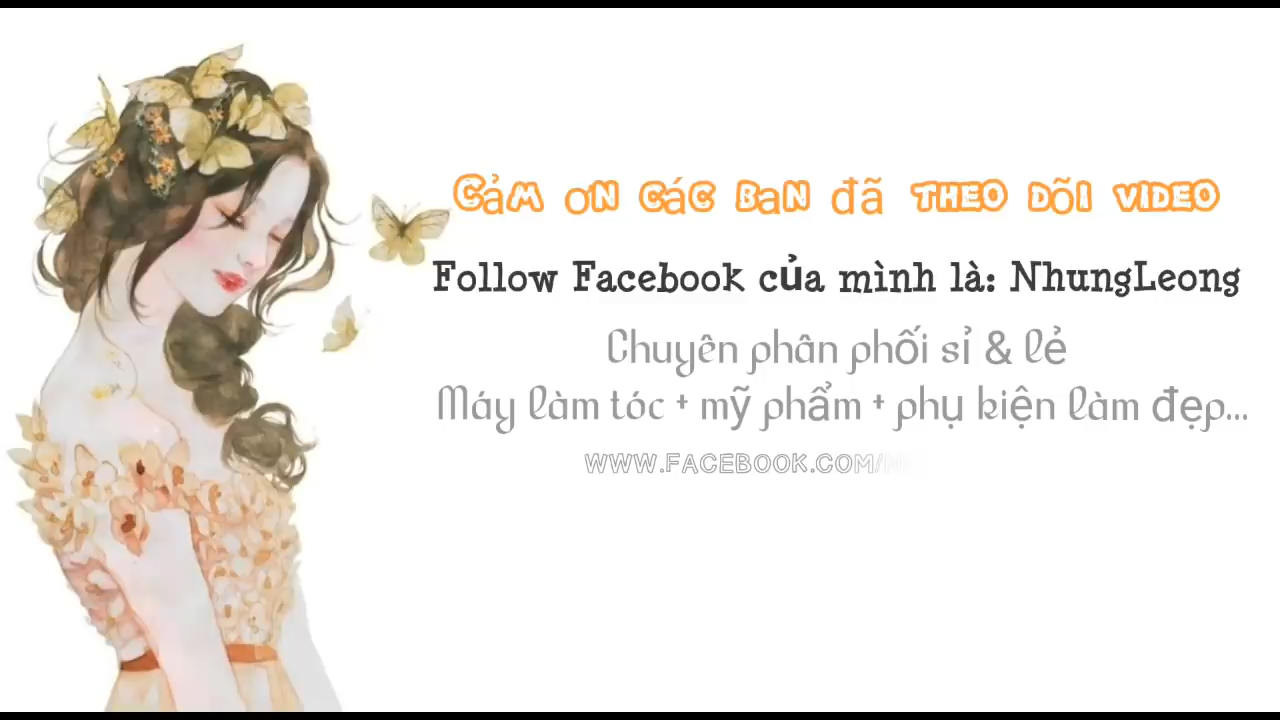 Cảm ơn các bạn đã theo dõi video
Follow Facebook của mình là: NhungLeong
Chuyên phân phối sỉ & lẻ
Máy làm tóc + mỹ phẩm + phụ kiện làm đẹp...
WWW.FACEBOOK.COM/